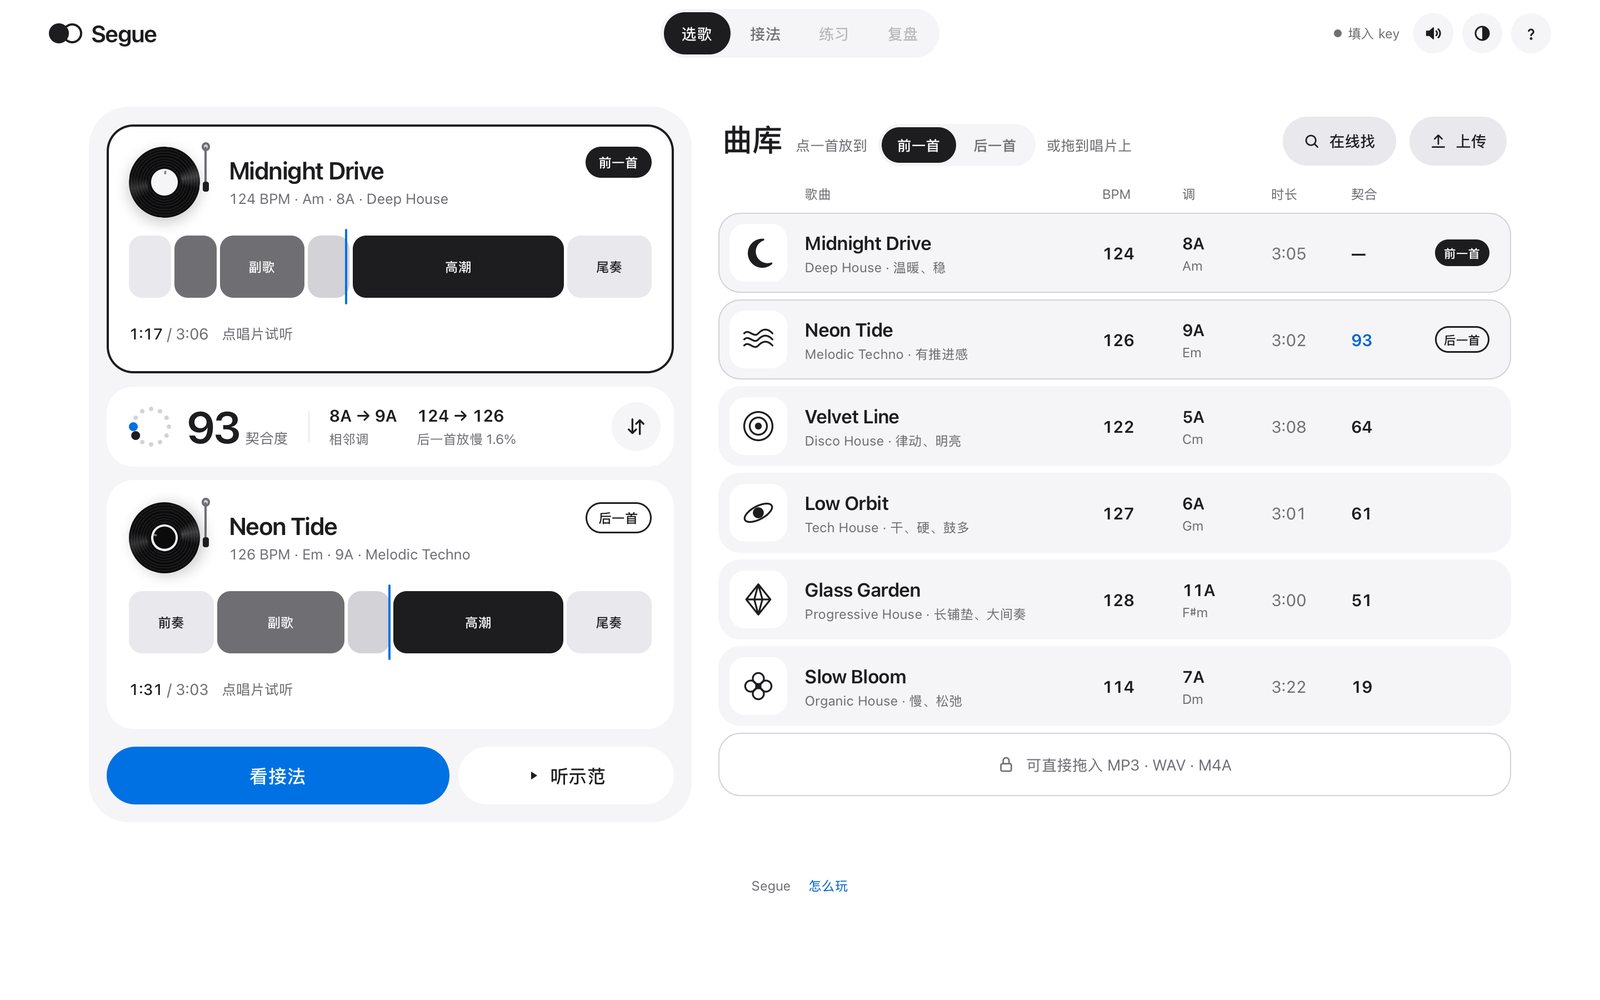 Segue
选歌 接法 练习 复盘
填入 key
?
Midnight Drive
前一首
124 BPM · Am · 8A · Deep House
副歌 高潮 尾奏
1:17 / 3:06 点唱片试听
93 契合度
8A → 9A 124 → 126
相邻调 后一首放慢 1.6%
Neon Tide
后一首
126 BPM · Em · 9A · Melodic Techno
前奏 副歌 高潮 尾奏
1:31 / 3:03 点唱片试听
看接法 听示范
曲库 点一首放到 前一首 后一首 或拖到唱片上
在线找 上传
歌曲 BPM 调 时长 契合
Midnight Drive 124 8A 3:05 — 前一首
Deep House · 温暖、稳 Am
Neon Tide 126 9A 3:02 93 后一首
Melodic Techno · 有推进感 Em
Velvet Line 122 5A 3:08 64
Disco House · 律动、明亮 Cm
Low Orbit 127 6A 3:01 61
Tech House · 干、硬、鼓多 Gm
Glass Garden 128 11A 3:00 51
Progressive House · 长铺垫、大间奏 F♯m
Slow Bloom 114 7A 3:22 19
Organic House · 慢、松弛 Dm
可直接拖入 MP3 · WAV · M4A
Segue 怎么玩